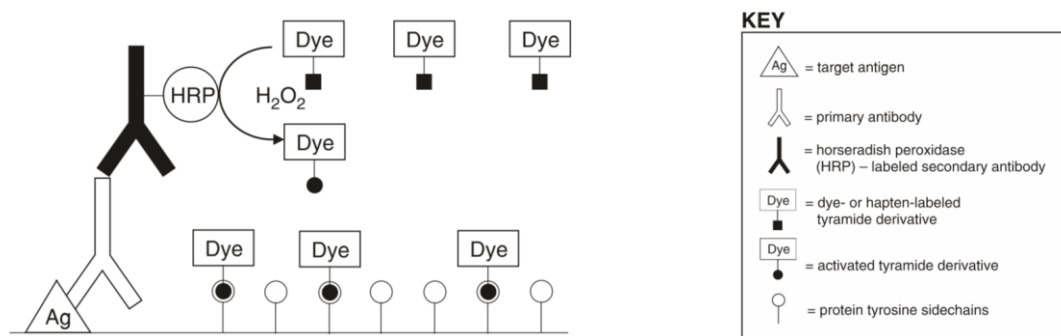 Dye Dye Dye
HRP
H₂O₂
Dye
Dye Dye Dye
Ag
KEY
Ag = target antigen
= primary antibody
= horseradish peroxidase
(HRP) – labeled secondary antibody
Dye = dye- or hapten-labeled
tyramide derivative
Dye
= activated tyramide derivative
= protein tyrosine sidechains